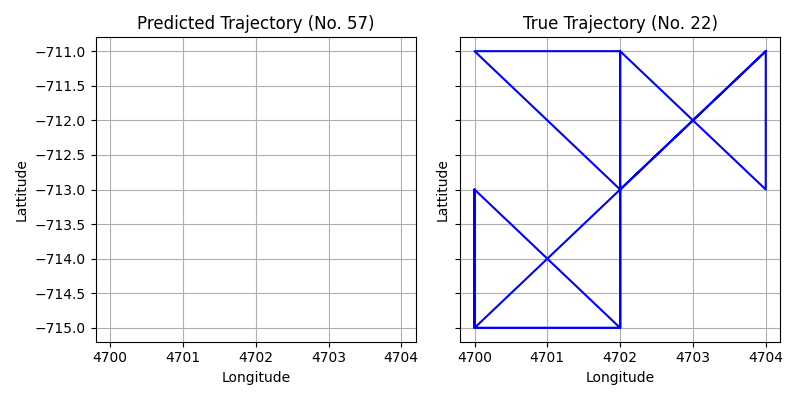 Predicted Trajectory (No. 57)
−711.0
−711.5
−712.0
−712.5
−713.0
−713.5
−714.0
−714.5
−715.0
Lattitude
4700 4701 4702 4703 4704
Longitude
True Trajectory (No. 22)
Lattitude
4700 4701 4702 4703 4704
Longitude